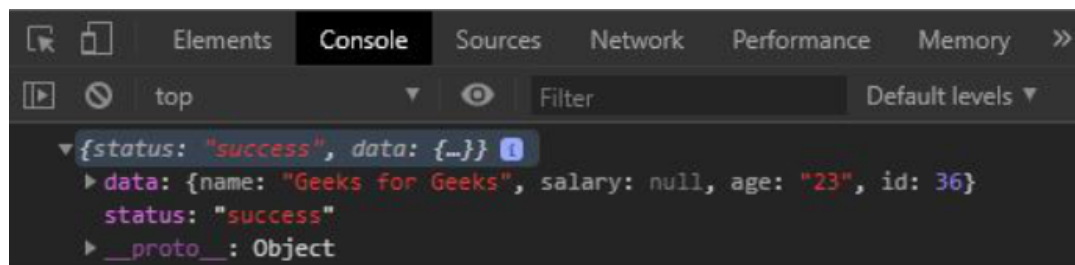 Elements Console Sources Network Performance Memory »
top ▼ Filter Default levels ▼
▼{status: "success", data: {…}} i
▶data: {name: "Geeks for Geeks", salary: null, age: "23", id: 36}
status: "success"
▶__proto__: Object